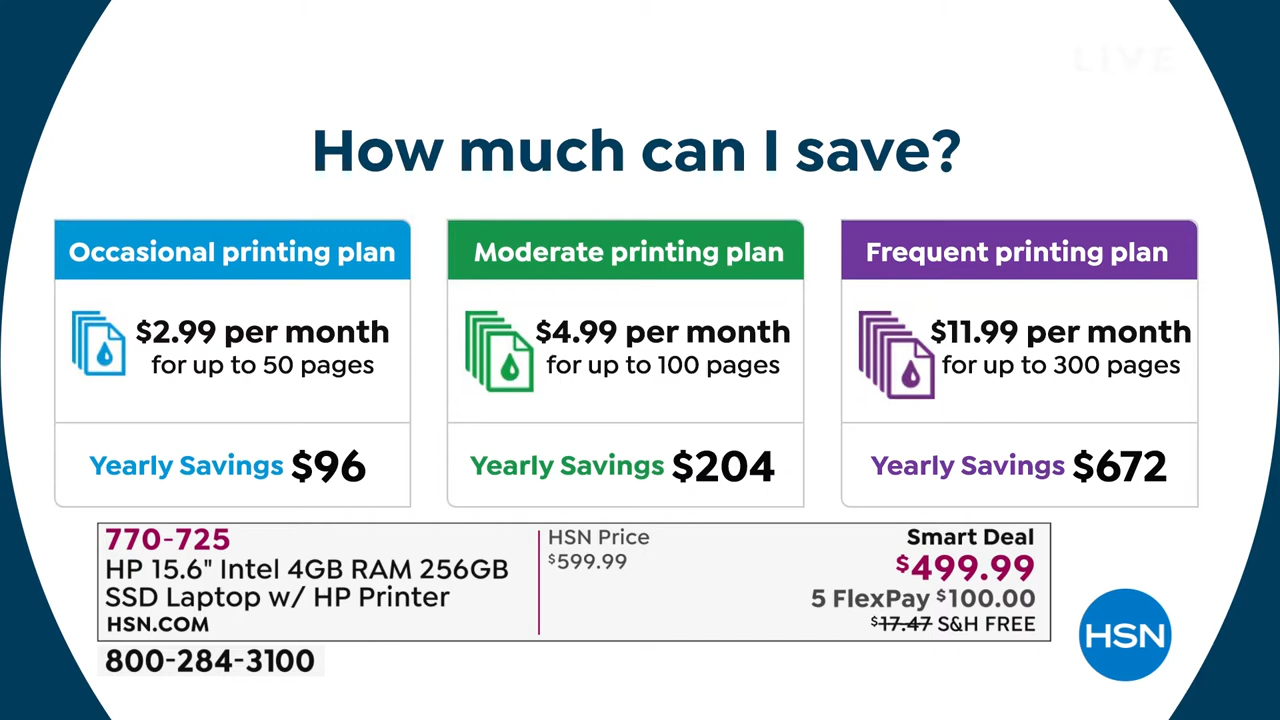 LIVE
How much can I save?
Occasional printing plan
$2.99 per month
for up to 50 pages
Yearly Savings $96
Moderate printing plan
$4.99 per month
for up to 100 pages
Yearly Savings $204
Frequent printing plan
$11.99 per month
for up to 300 pages
Yearly Savings $672
770-725
HP 15.6" Intel 4GB RAM 256GB
SSD Laptop w/ HP Printer
HSN.COM
HSN Price
$599.99
Smart Deal
$499.99
5 FlexPay $100.00
$17.47 S&H FREE
800-284-3100
HSN